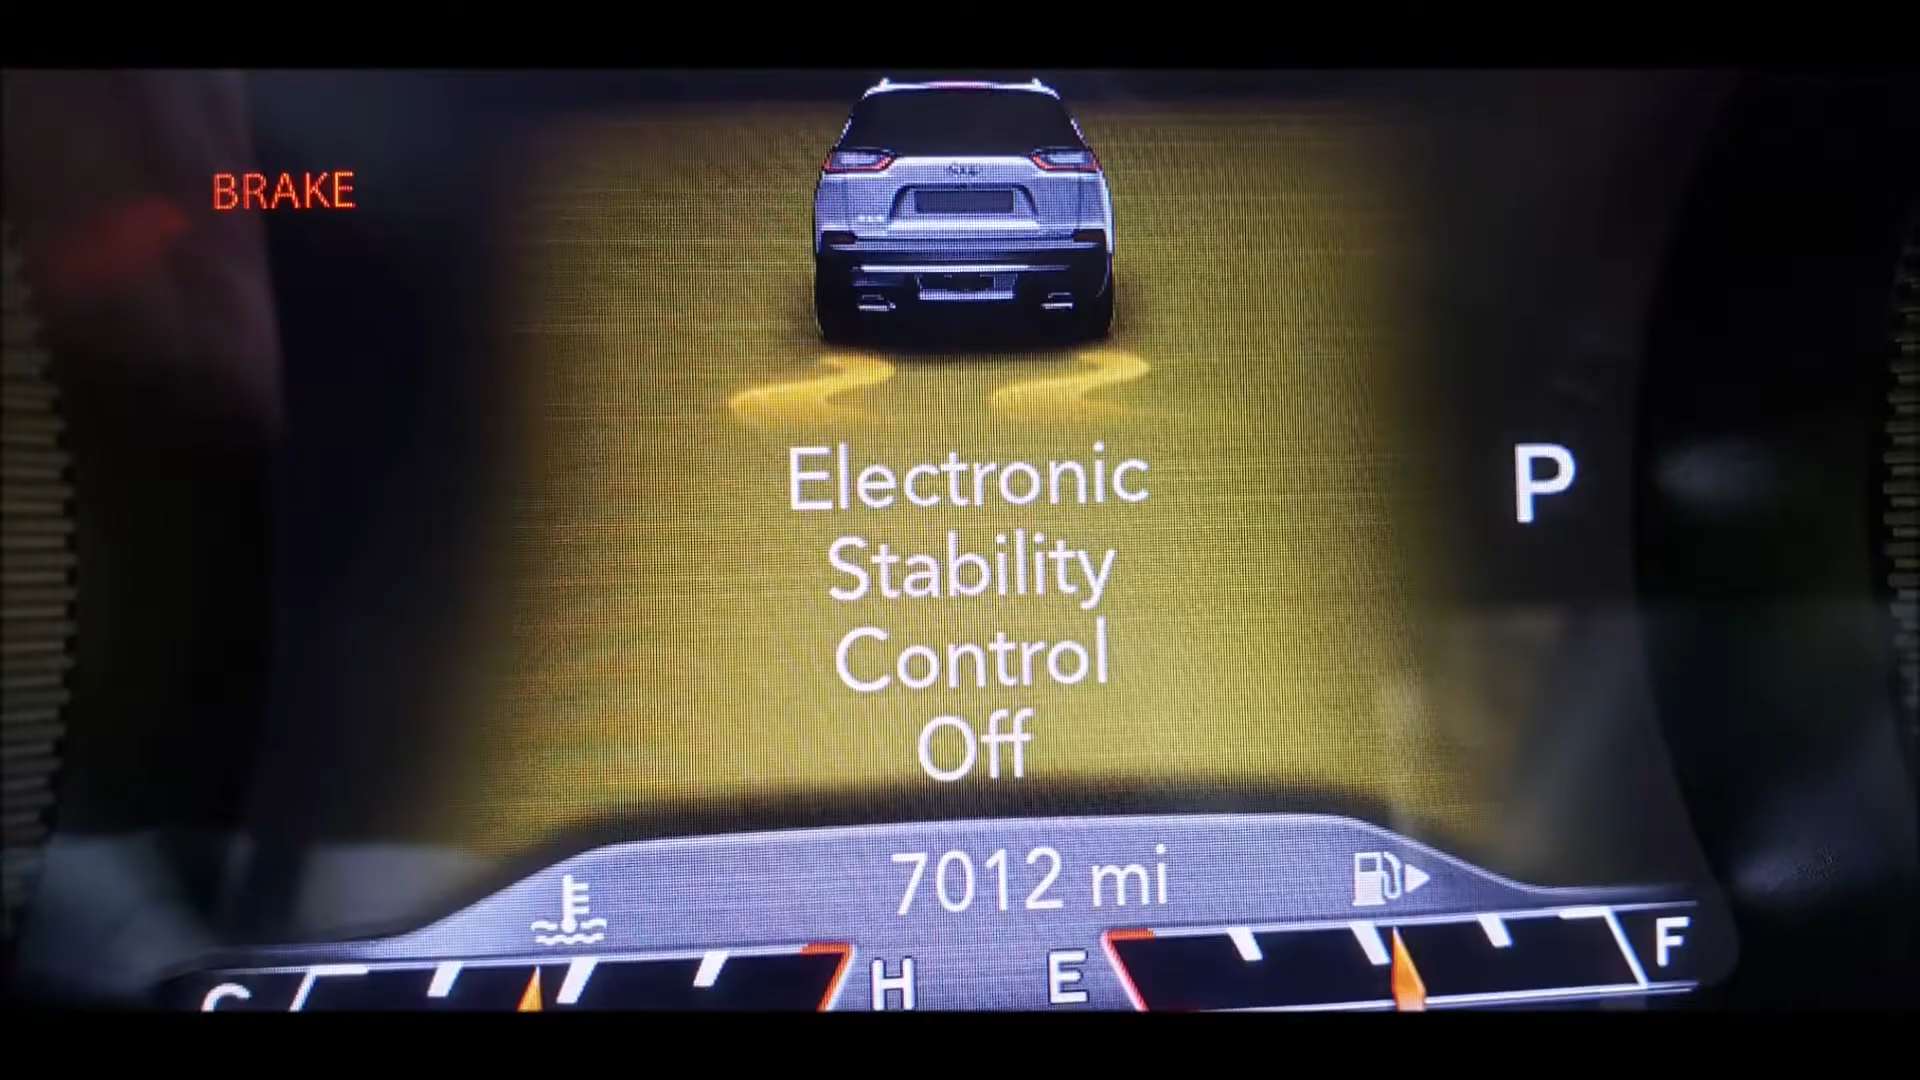 BRAKE
Electronic
Stability
Control
Off
P
7012 mi
C
H
E
F